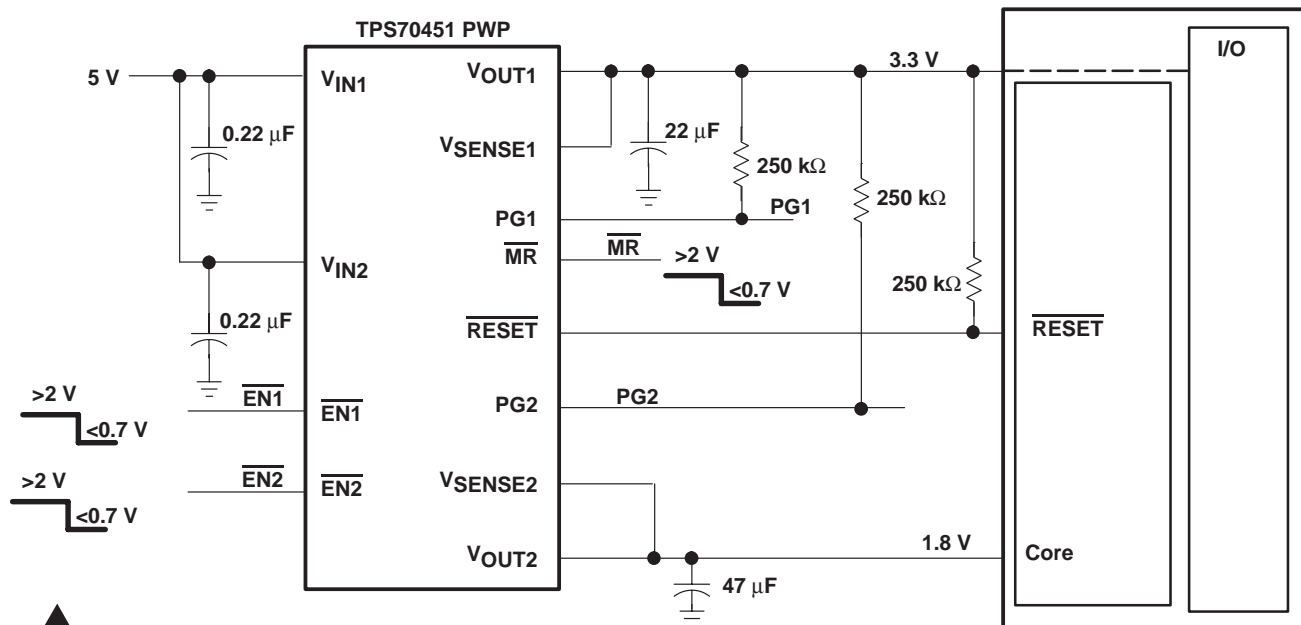 TPS70451 PWP
5 V
VIN1
0.22 μF
VIN2
0.22 μF
>2 V
<0.7 V
EN1
EN1
>2 V
<0.7 V
EN2
EN2
VOUT1
VSENSE1
PG1
MR
RESET
PG2
VSENSE2
VOUT2
3.3 V
22 μF
250 kΩ
PG1
MR
>2 V
<0.7 V
250 kΩ
250 kΩ
PG2
1.8 V
47 μF
I/O
RESET
Core